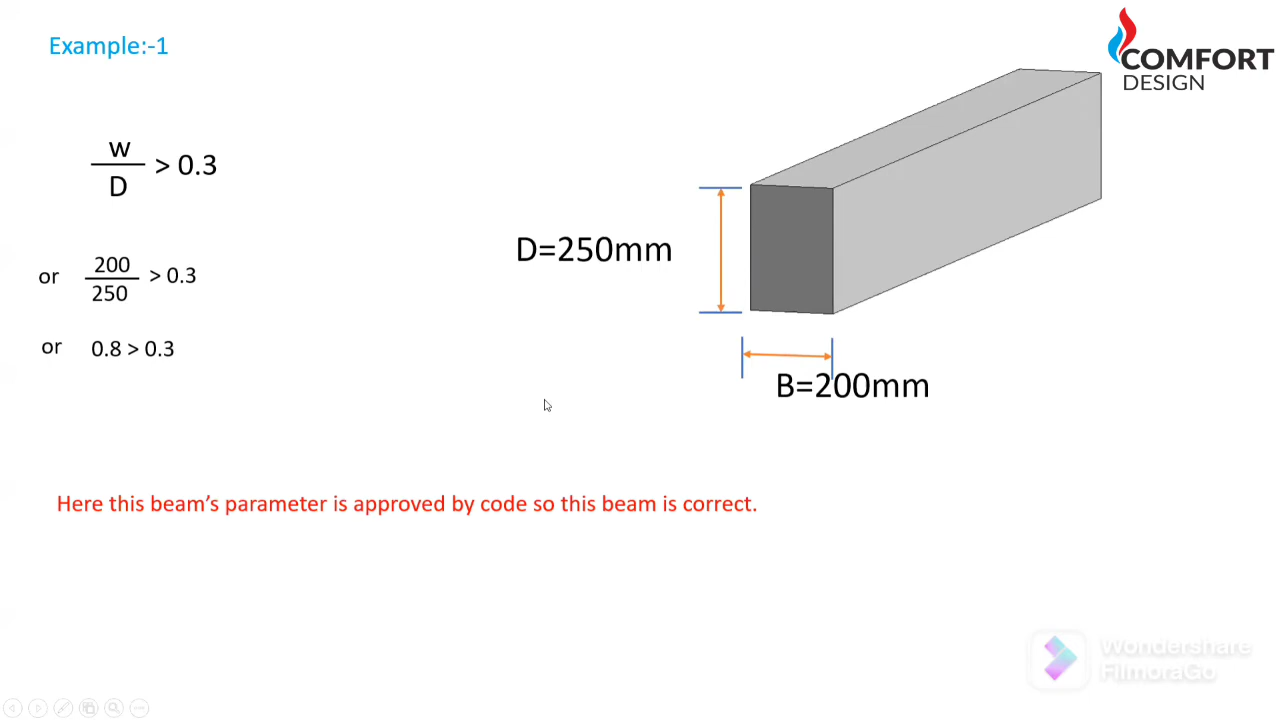 Example:-1
COMFORT
DESIGN
w
D
> 0.3
or
200
250
> 0.3
or 0.8 > 0.3
D=250mm
B=200mm
Here this beam’s parameter is approved by code so this beam is correct.
Wondershare
FilmoraGo